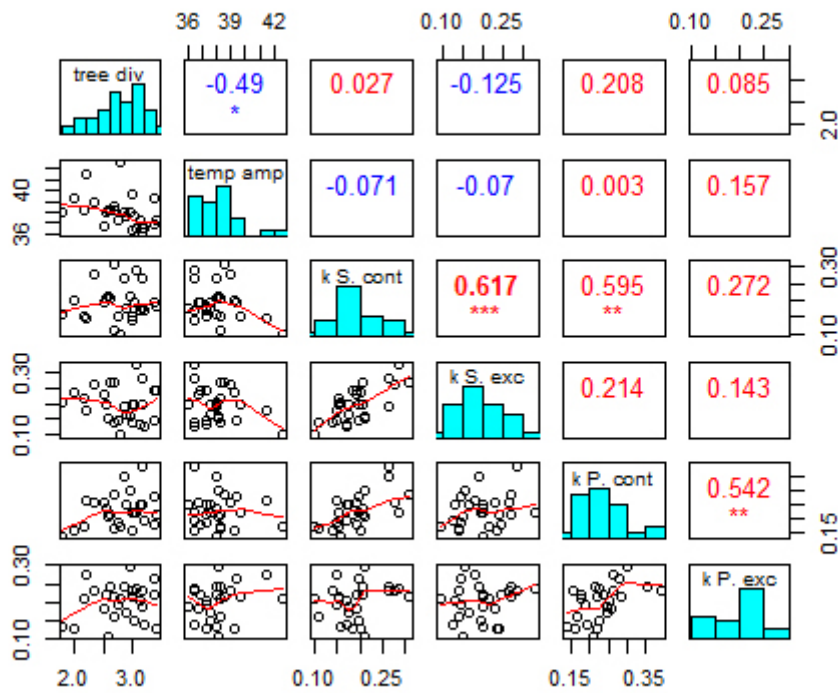 36 39 42 0.10 0.25 0.10 0.25
tree div -0.49 0.027 -0.125 0.208 0.085
*
2.0
temp amp -0.071 -0.07 0.003 0.157
36 40
k S. cont 0.617 0.595 0.272
*** **
0.10 0.30
k S. exc 0.214 0.143
0.10 0.30
k P. cont 0.542
**
0.15
k P. exc
0.10 0.30
2.0 3.0 0.10 0.25 0.15 0.35